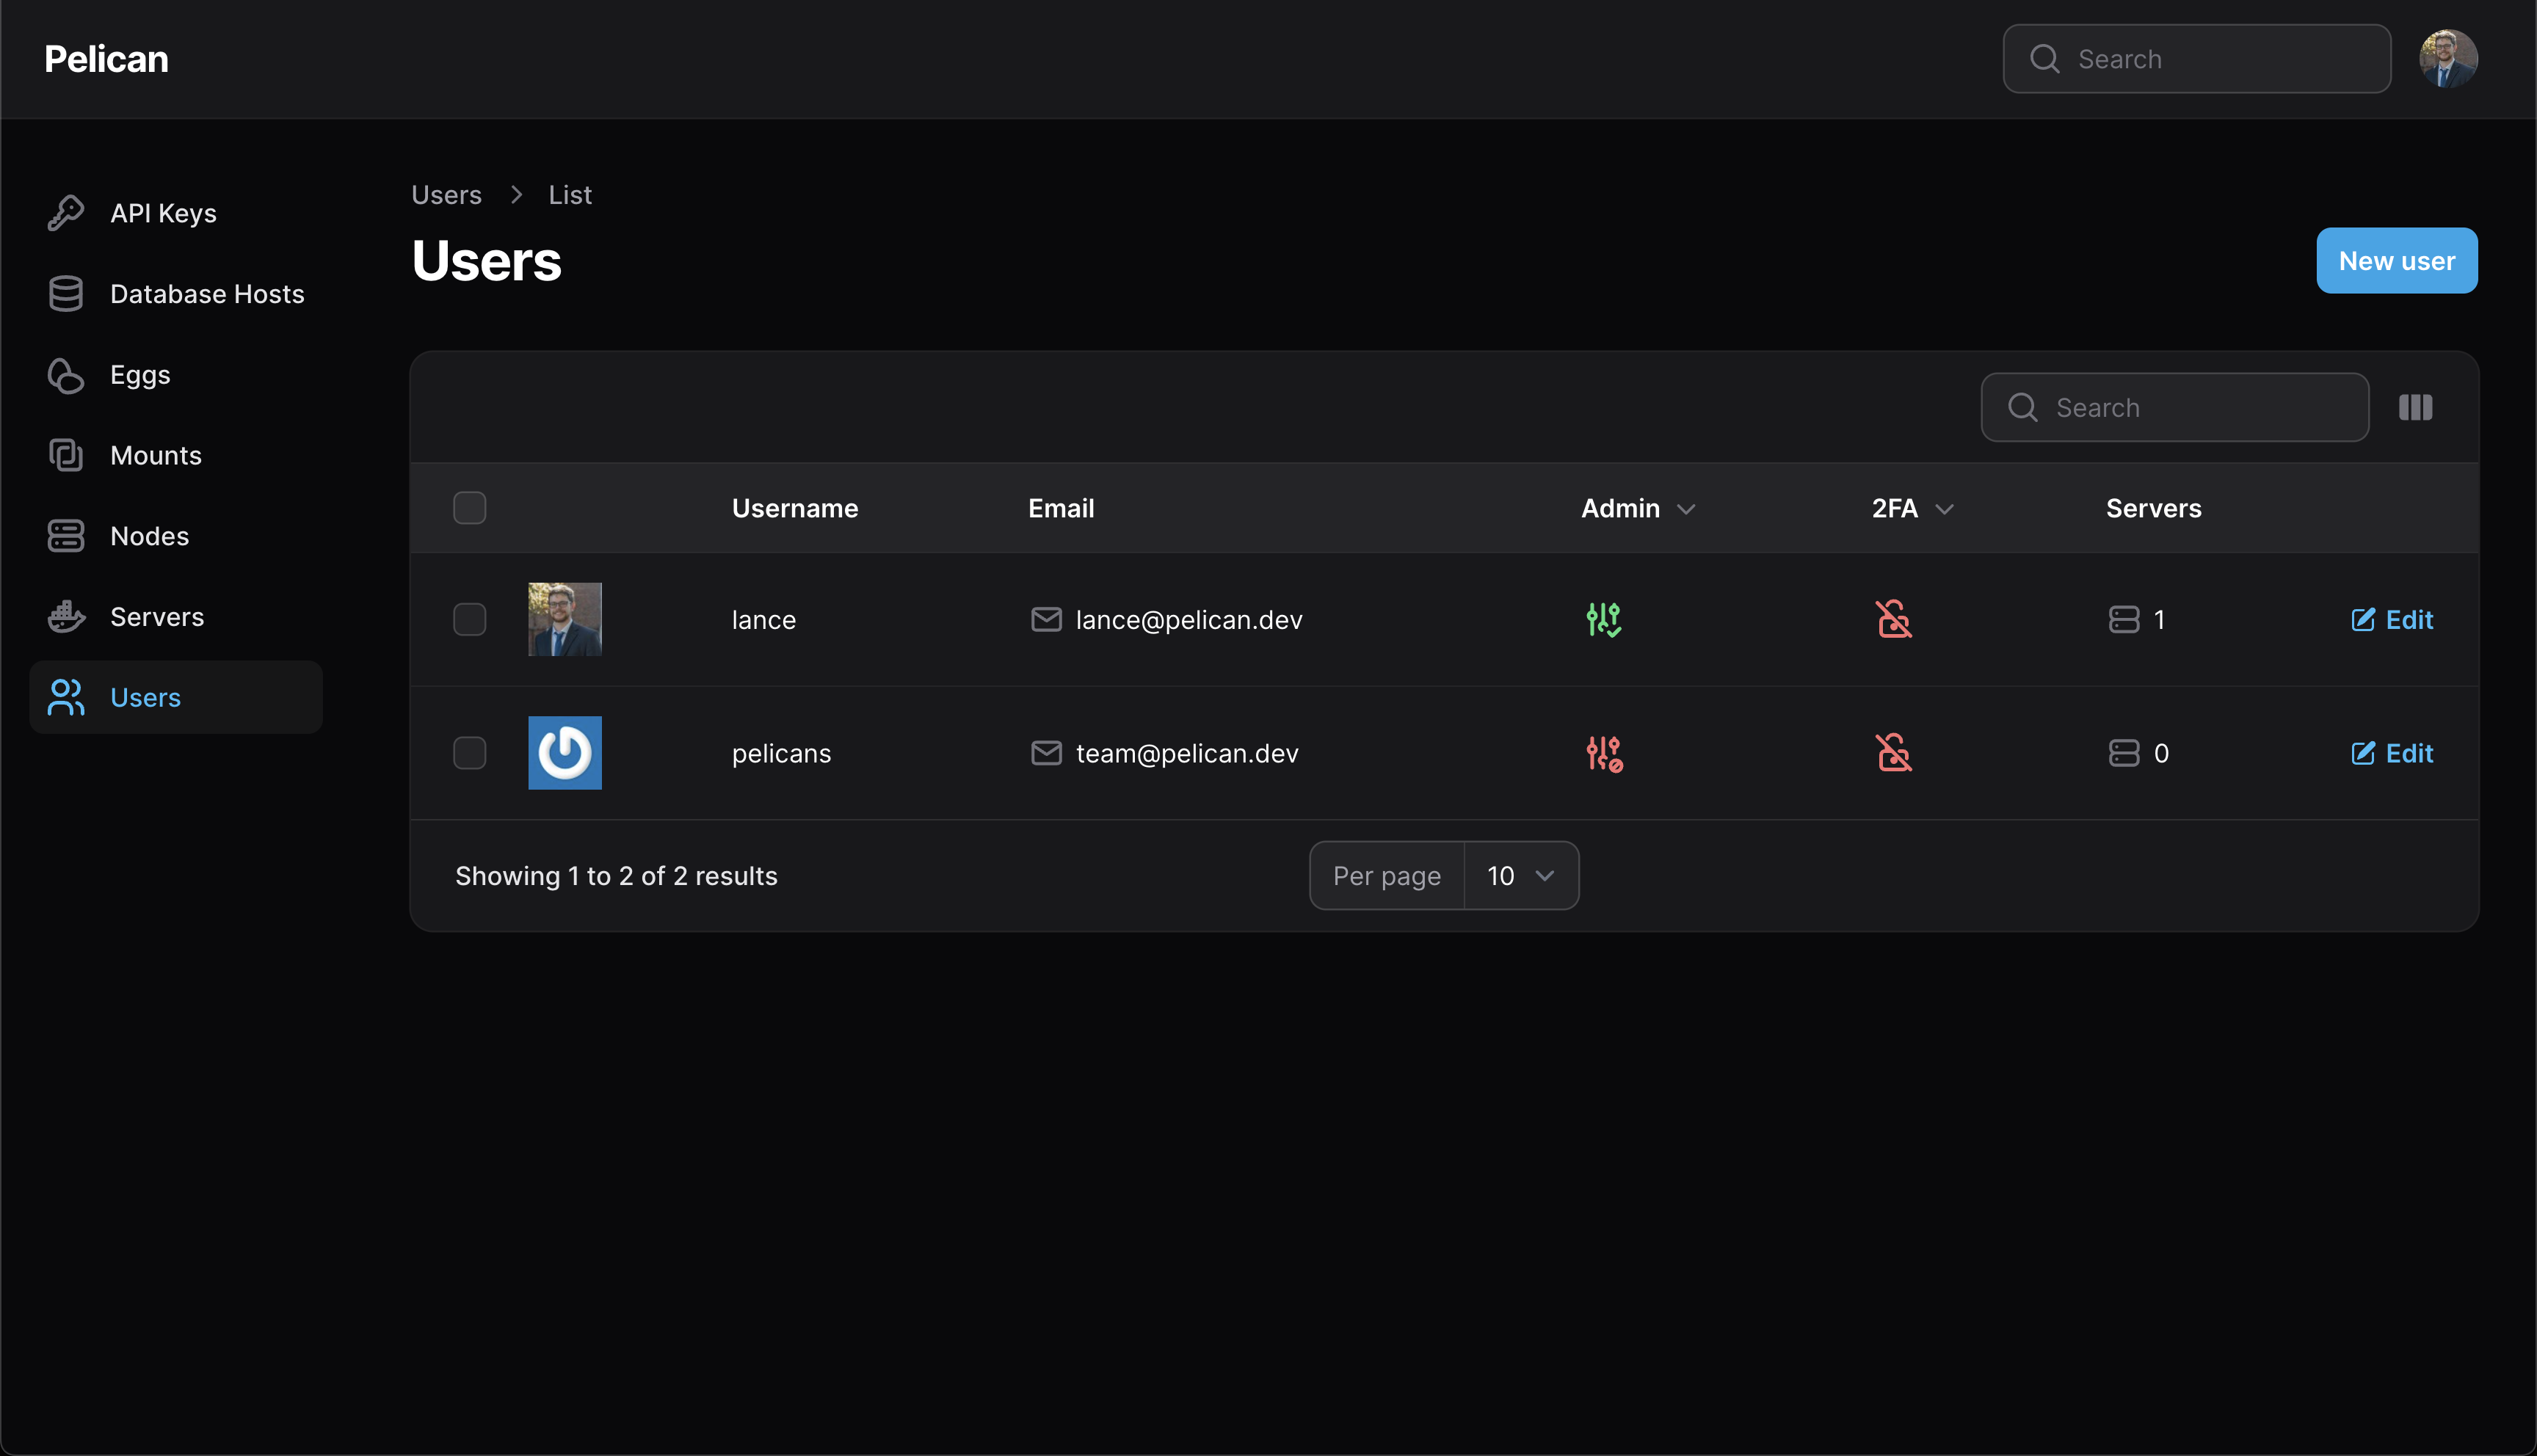 Pelican
Search
API Keys
Database Hosts
Eggs
Mounts
Nodes
Servers
Users
Users > List
Users
New user
Search
Username Email Admin 2FA Servers
lance lance@pelican.dev 1 Edit
pelicans team@pelican.dev 0 Edit
Showing 1 to 2 of 2 results
Per page 10